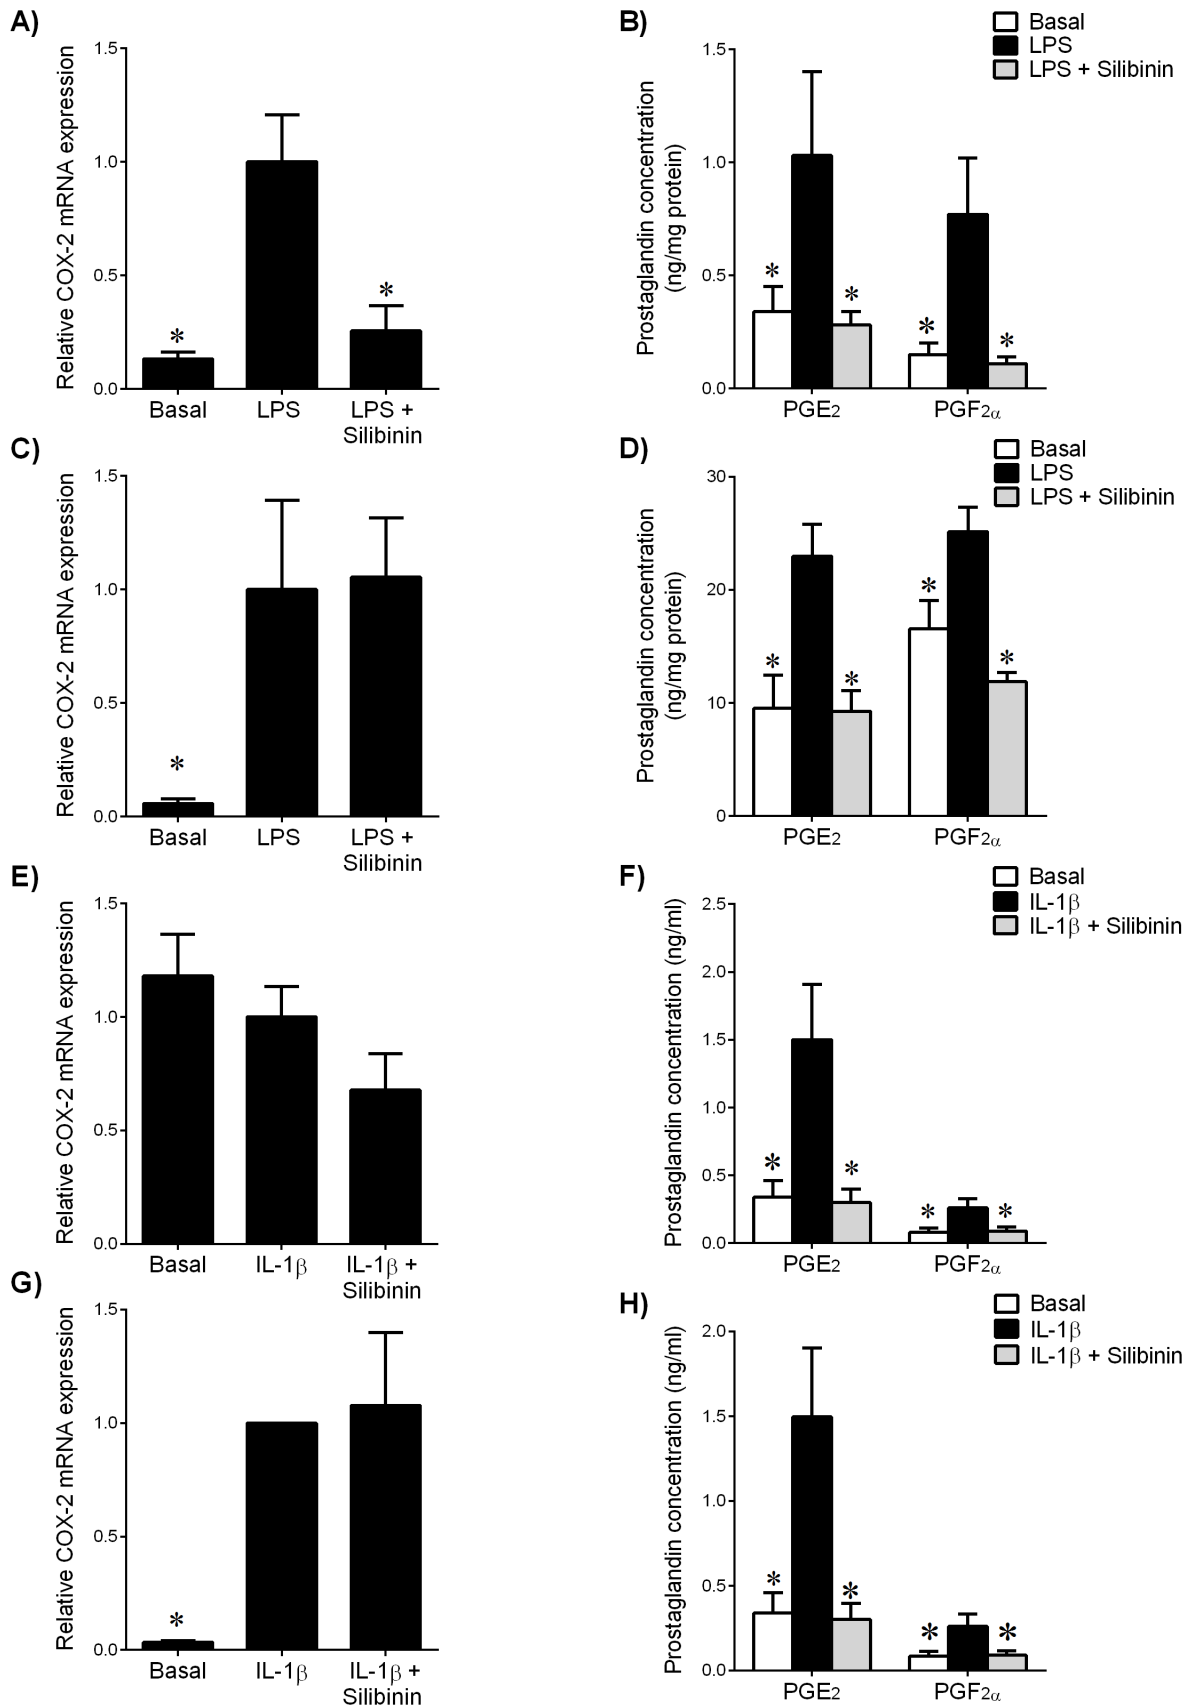 A)
Relative COX-2 mRNA expression
1.5
1.0
0.5
0.0
*
*
Basal
LPS
LPS +
Silibinin
B)
Basal
LPS
LPS + Silibinin
Prostaglandin concentration
(ng/mg protein)
1.5
1.0
0.5
0.0
*
*
*
*
PGE2
PGF2α
C)
Relative COX-2 mRNA expression
1.5
1.0
0.5
0.0
*
Basal
LPS
LPS +
Silibinin
D)
Basal
LPS
LPS + Silibinin
Prostaglandin concentration
(ng/mg protein)
30
20
10
0
*
*
*
*
PGE2
PGF2α
E)
Relative COX-2 mRNA expression
1.5
1.0
0.5
0.0
Basal
IL-1β
IL-1β +
Silibinin
F)
Basal
IL-1β
IL-1β + Silibinin
Prostaglandin concentration (ng/ml)
2.5
2.0
1.5
1.0
0.5
0.0
*
*
*
*
PGE2
PGF2α
G)
Relative COX-2 mRNA expression
1.5
1.0
0.5
0.0
*
Basal
IL-1β
IL-1β +
Silibinin
H)
Basal
IL-1β
IL-1β + Silibinin
Prostaglandin concentration (ng/ml)
2.0
1.5
1.0
0.5
0.0
*
*
*
*
PGE2
PGF2α